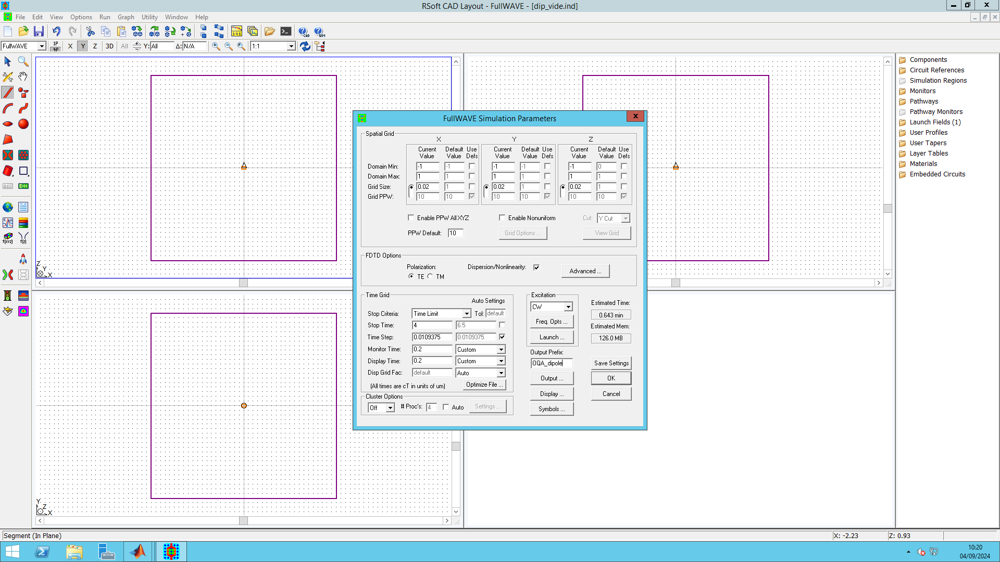 RSoft CAD Layout - FullWAVE - [dip_vide.ind]
File Edit View Options Run Graph Utility Window Help
FullWAVE 1P 4P X Y Z 3D All Y: All Δ: N/A 1:1
Components
Circuit References
Simulation Regions
Monitors
Pathways
Pathway Monitors
Launch Fields (1)
User Profiles
User Tapers
Layer Tables
Materials
Embedded Circuits
FullWAVE Simulation Parameters
Spatial Grid
X Y Z
Current Value Default Value Use Defs Current Value Default Value Use Defs Current Value Default Value Use Defs
Domain Min: -1 -1 -1 -1 -1 0
Domain Max: 1 1 1 1 1 1
Grid Size: 0.02 1 0.02 1 0.02 1
Grid PPW: 10 10 10 10 10 10
Enable PPW All XYZ Enable Nonuniform Cut: Y Cut
PPW Default: 10 Grid Options ... View Grid
FDTD Options
Polarization: Dispersion/Nonlinearity: Advanced ...
TE TM
Time Grid
Auto Settings
Stop Criteria: Time Limit Tol: default
Stop Time: 4 6.5
Time Step: 0.0109375 0.0109375
Monitor Time: 0.2 Custom
Display Time: 0.2 Custom
Disp Grid Fac: default Auto
(All times are cT in units of um) Optimize File ...
Cluster Options
Off # Proc's: 4 Auto Settings ...
Excitation
CW
Freq. Opts ...
Launch ...
Output Prefix:
OQA_dipole
Output ...
Display ...
Symbols ...
Estimated Time:
0.643 min
Estimated Mem:
126.0 MB
Save Settings
OK
Cancel
Z Y X
Y Z X
Segment (In Plane) X: -2.23 Z: 0.93
10:20
04/09/2024